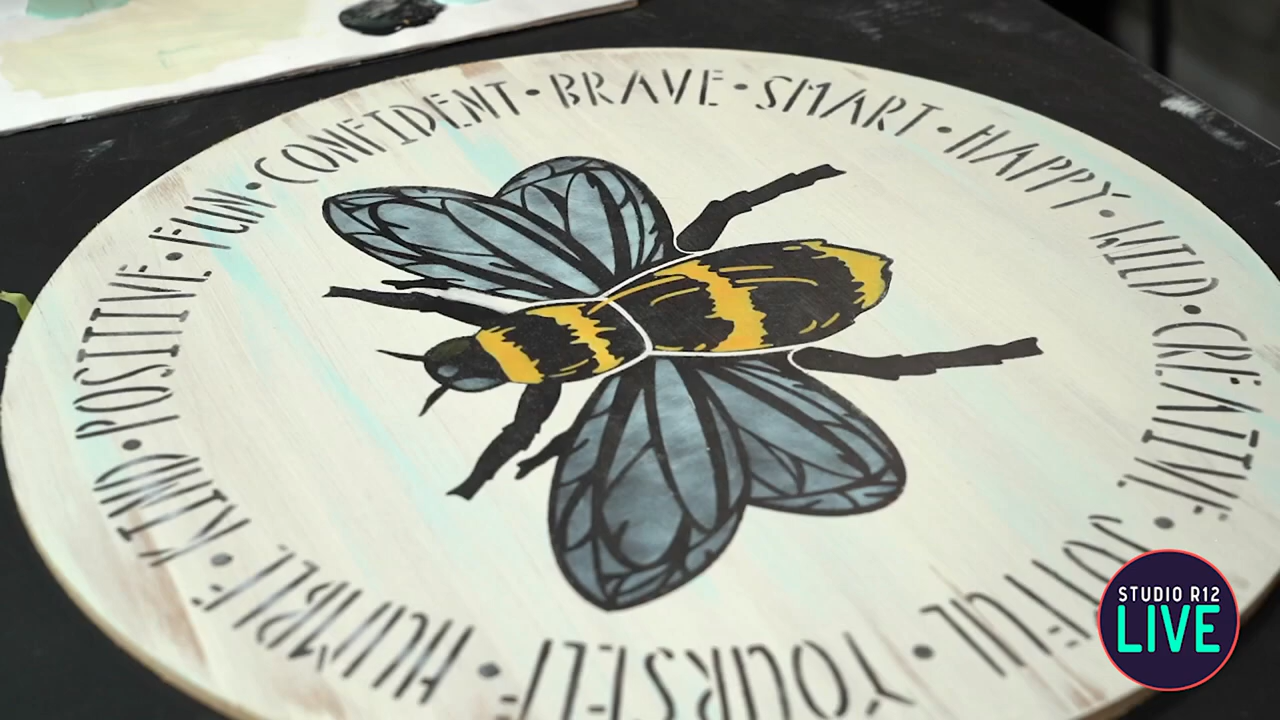 CONFIDENT • BRAVE • SMART • HAPPY • WILD • CREATIVE • JOYFUL • YOURSELF • HUMBLE • KIND • POSITIVE • FUN •
STUDIO R12
LIVE